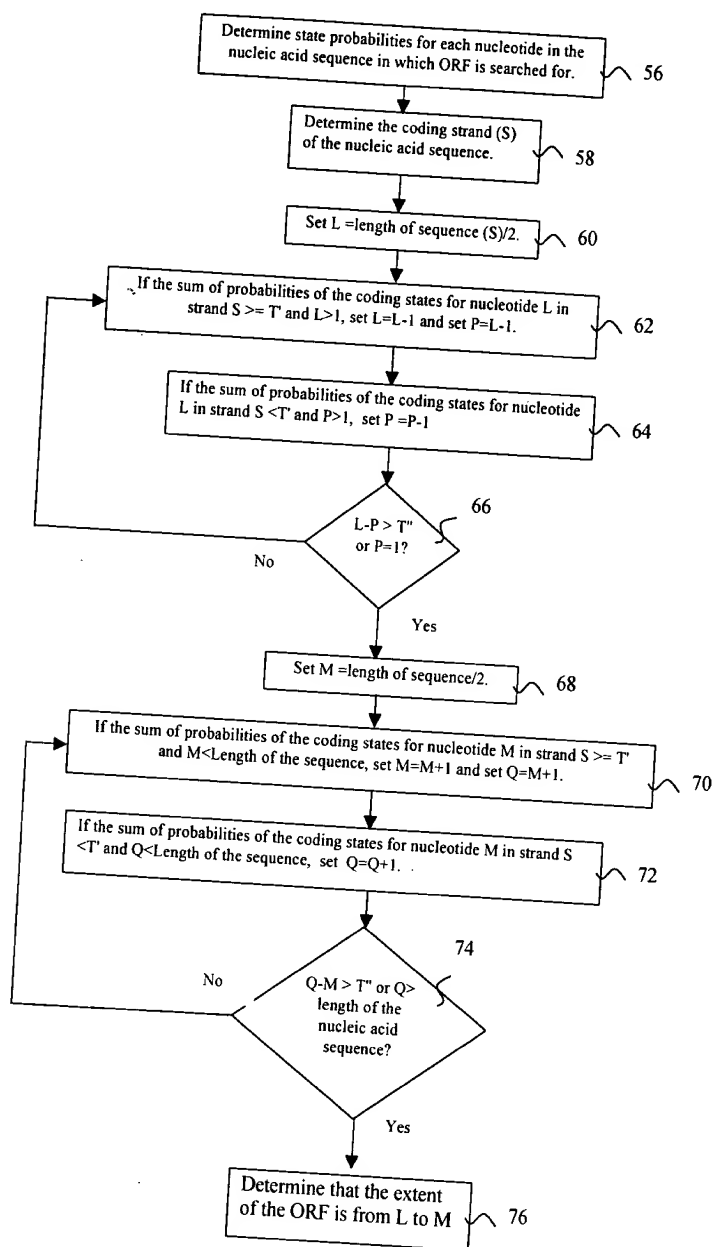 Determine state probabilities for each nucleotide in the
nucleic acid sequence in which ORF is searched for.
56
Determine the coding strand (S)
of the nucleic acid sequence.
58
Set L =length of sequence (S)/2.
60
If the sum of probabilities of the coding states for nucleotide L in
strand S >= T' and L>1, set L=L-1 and set P=L-1.
62
If the sum of probabilities of the coding states for nucleotide
L in strand S <T' and P>1, set P =P-1
64
66
L-P > T"
or P=1?
No
Yes
Set M =length of sequence/2.
68
If the sum of probabilities of the coding states for nucleotide M in strand S >= T'
and M<Length of the sequence, set M=M+1 and set Q=M+1.
70
If the sum of probabilities of the coding states for nucleotide M in strand S
<T' and Q<Length of the sequence, set Q=Q+1.
72
74
No
Q-M > T" or Q>
length of the
nucleic acid
sequence?
Yes
Determine that the extent
of the ORF is from L to M
76